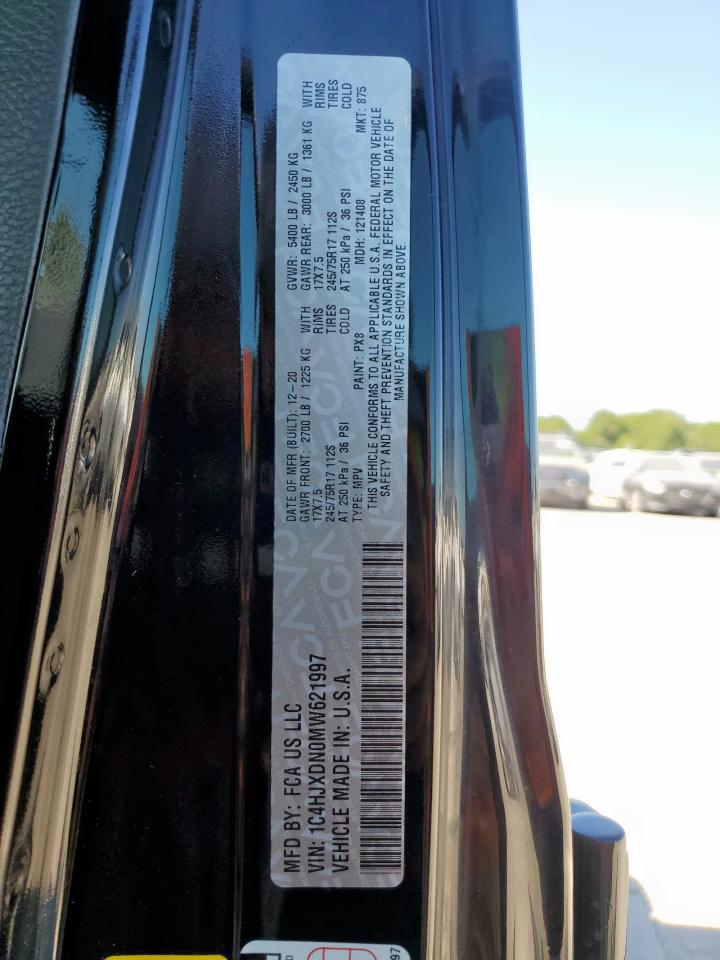 MFD BY: FCA US LLC
VIN: 1C4HJXDN0MW621997
VEHICLE MADE IN: U.S.A.
DATE OF MFR (BUILT): 12-20 GVWR: 5400 LB / 2450 KG
GAWR FRONT: 2700 LB / 1225 KG WITH GAWR REAR: 3000 LB / 1361 KG WITH
17X7.5 RIMS 17X7.5 RIMS
245/75R17 112S TIRES 245/75R17 112S TIRES
AT 250 kPa / 36 PSI COLD AT 250 kPa / 36 PSI COLD
TYPE: MPV PAINT: PX8 MDH: 121408 MKT: 875
THIS VEHICLE CONFORMS TO ALL APPLICABLE U.S.A. FEDERAL MOTOR VEHICLE
SAFETY AND THEFT PREVENTION STANDARDS IN EFFECT ON THE DATE OF
MANUFACTURE SHOWN ABOVE.
997